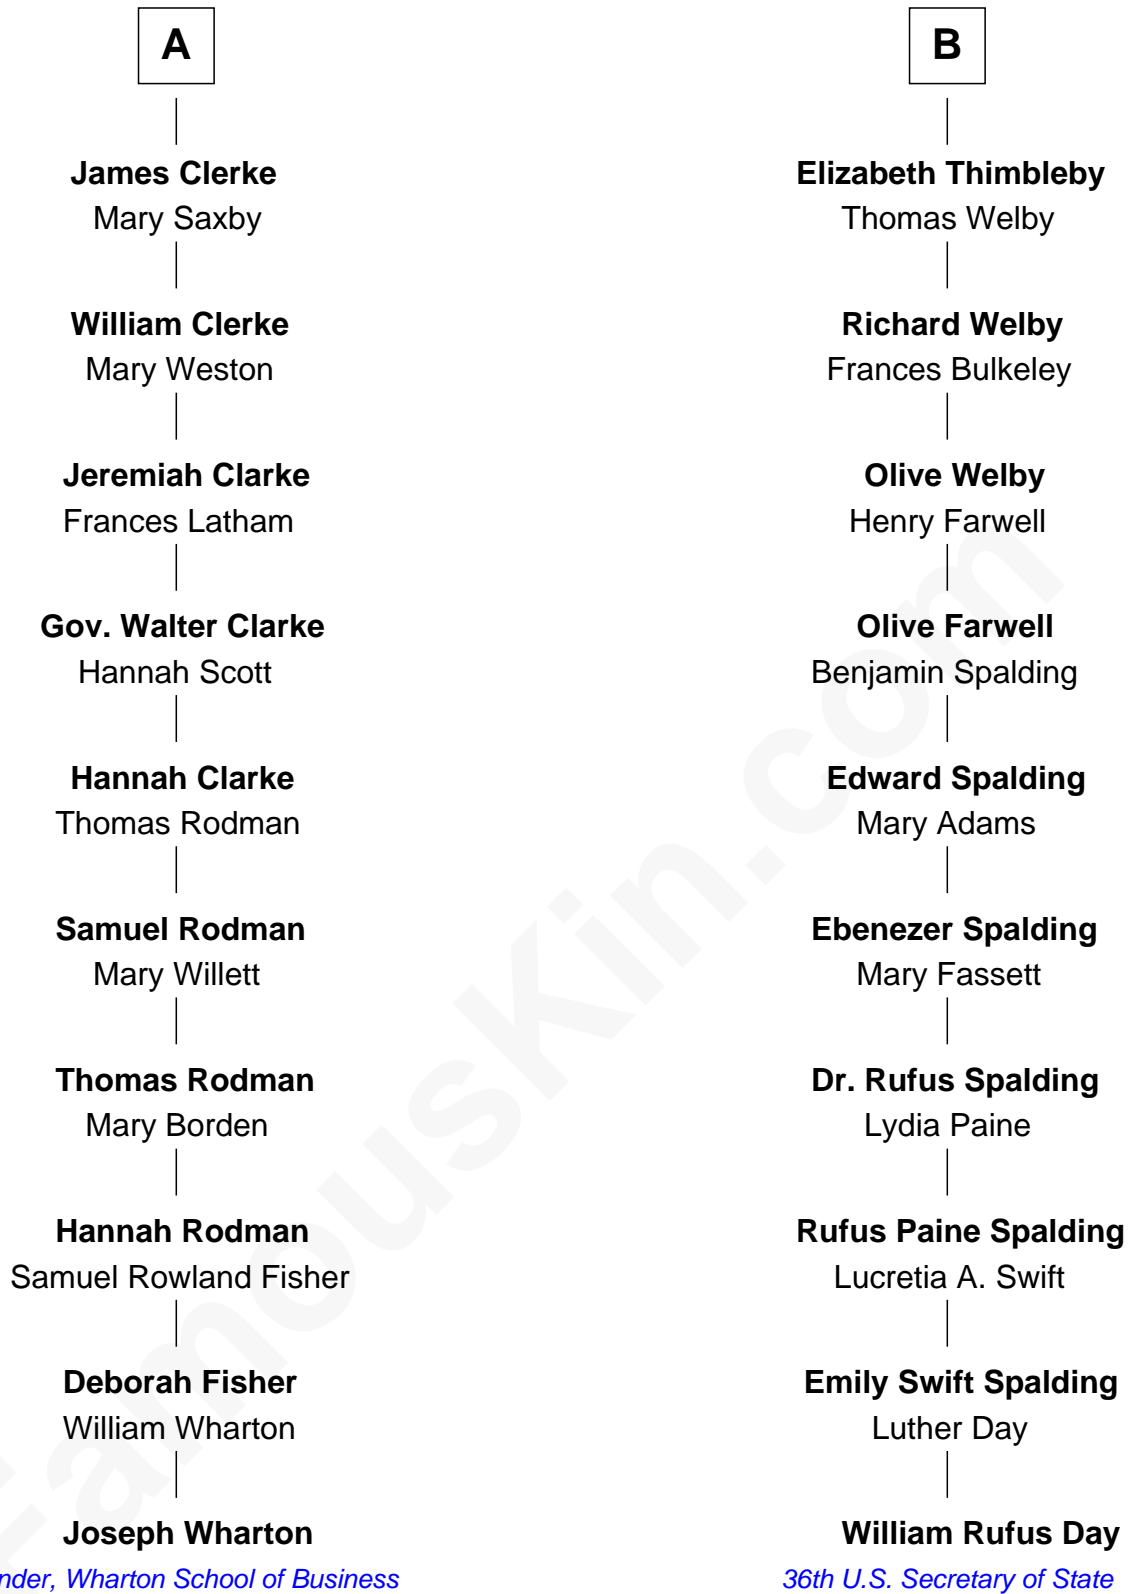 A
James Clerke
Mary Saxby
William Clerke
Mary Weston
Jeremiah Clarke
Frances Latham
Gov. Walter Clarke
Hannah Scott
Hannah Clarke
Thomas Rodman
Samuel Rodman
Mary Willett
Thomas Rodman
Mary Borden
Hannah Rodman
Samuel Rowland Fisher
Deborah Fisher
William Wharton
Joseph Wharton
nder, Wharton School of Business
B
Elizabeth Thimbleby
Thomas Welby
Richard Welby
Frances Bulkeley
Olive Welby
Henry Farwell
Olive Farwell
Benjamin Spalding
Edward Spalding
Mary Adams
Ebenezer Spalding
Mary Fassett
Dr. Rufus Spalding
Lydia Paine
Rufus Paine Spalding
Lucretia A. Swift
Emily Swift Spalding
Luther Day
William Rufus Day
36th U.S. Secretary of State
FamousKin.com